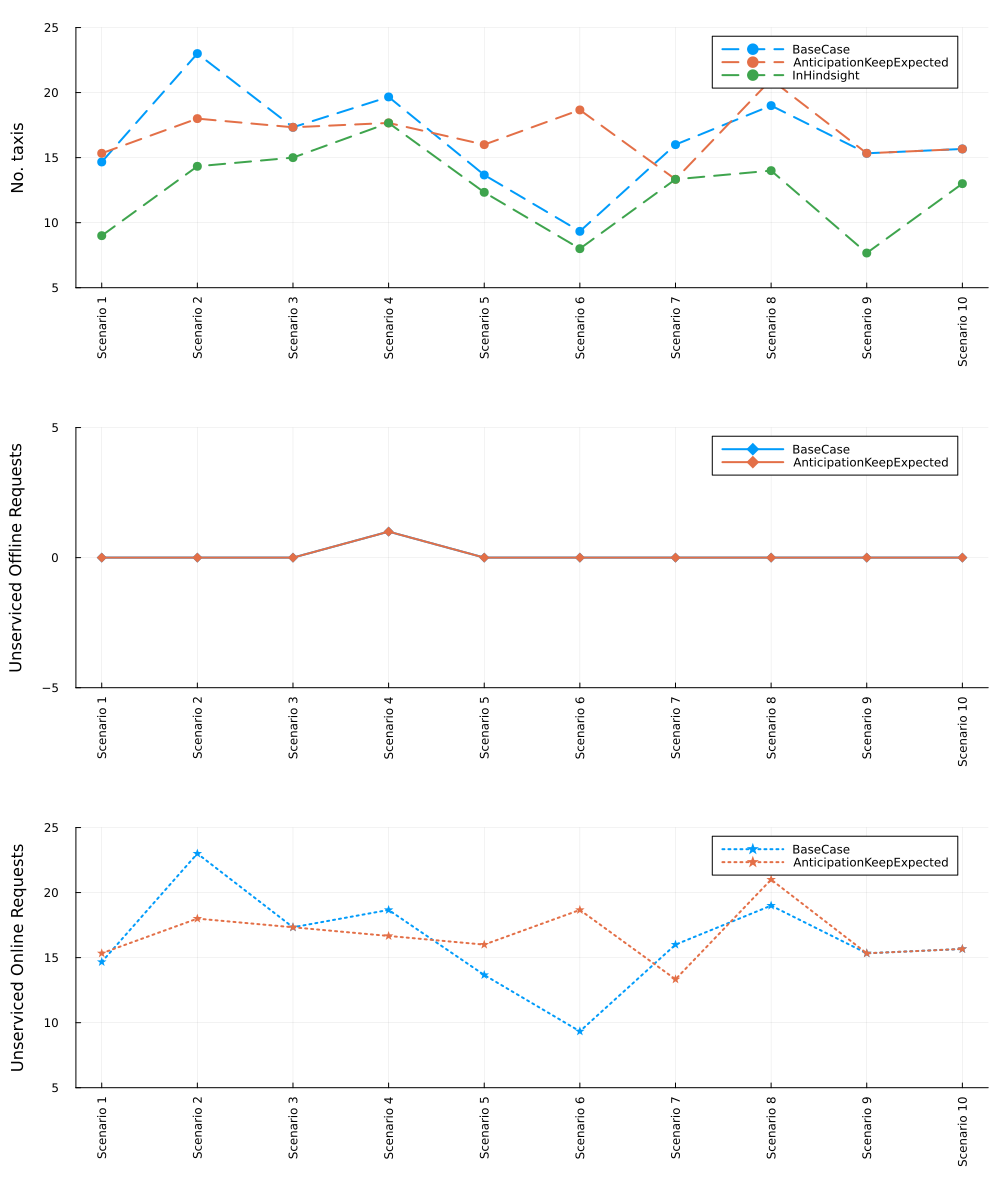 No. taxis
25
20
15
10
5
BaseCase
AnticipationKeepExpected
InHindsight
Scenario 1
Scenario 2
Scenario 3
Scenario 4
Scenario 5
Scenario 6
Scenario 7
Scenario 8
Scenario 9
Scenario 10
Unserviced Offline Requests
5
0
−5
BaseCase
AnticipationKeepExpected
Scenario 1
Scenario 2
Scenario 3
Scenario 4
Scenario 5
Scenario 6
Scenario 7
Scenario 8
Scenario 9
Scenario 10
Unserviced Online Requests
25
20
15
10
5
BaseCase
AnticipationKeepExpected
Scenario 1
Scenario 2
Scenario 3
Scenario 4
Scenario 5
Scenario 6
Scenario 7
Scenario 8
Scenario 9
Scenario 10